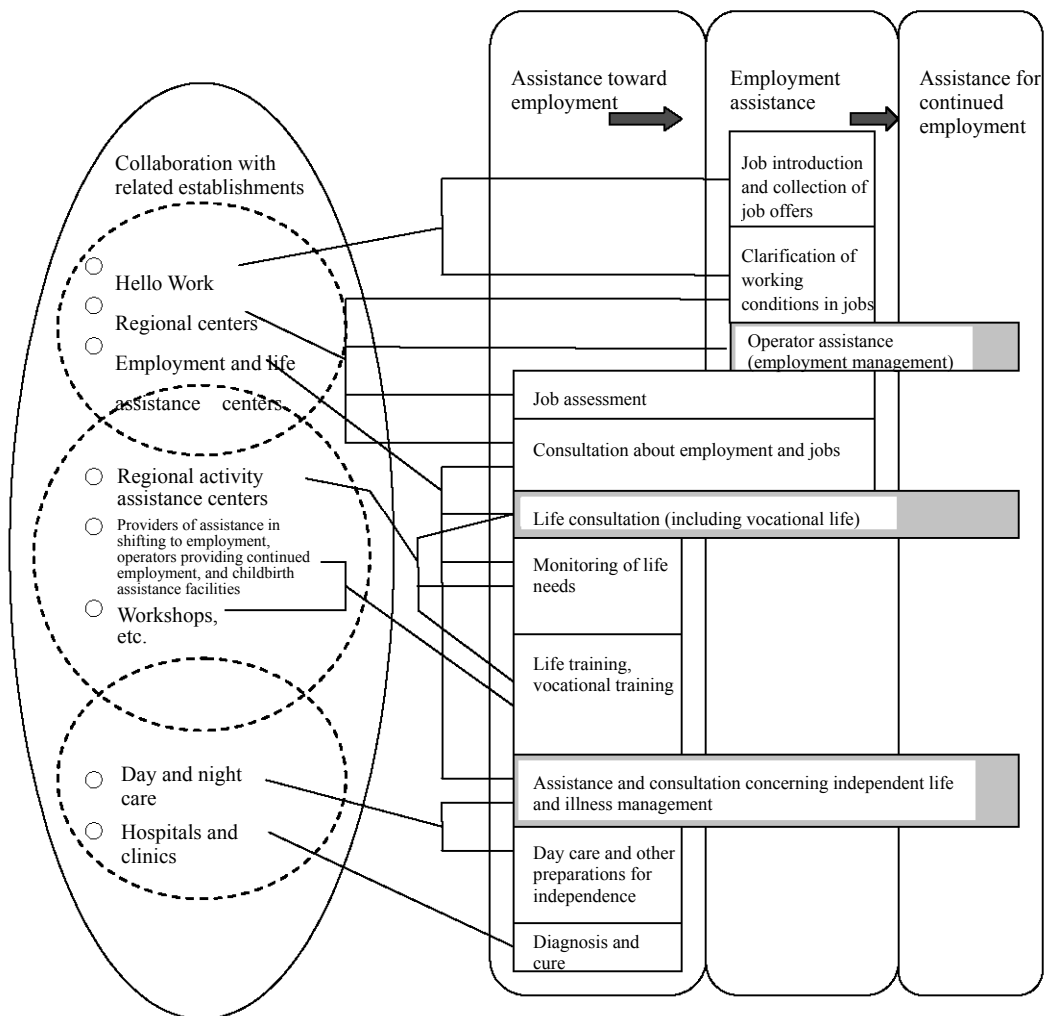 Assistance toward
employment
Employment
assistance
Assistance for
continued
employment
Collaboration with
related establishments
Hello Work
Regional centers
Employment and life
assistance centers
Regional activity
assistance centers
Providers of assistance in
shifting to employment,
operators providing continued
employment, and childbirth
assistance facilities
Workshops,
etc.
Day and night
care
Hospitals and
clinics
Job introduction
and collection of
job offers
Clarification of
working
conditions in jobs
Operator assistance
(employment management)
Job assessment
Consultation about employment and jobs
Life consultation (including vocational life)
Monitoring of life
needs
Life training,
vocational training
Assistance and consultation concerning independent life
and illness management
Day care and other
preparations for
independence
Diagnosis and
cure